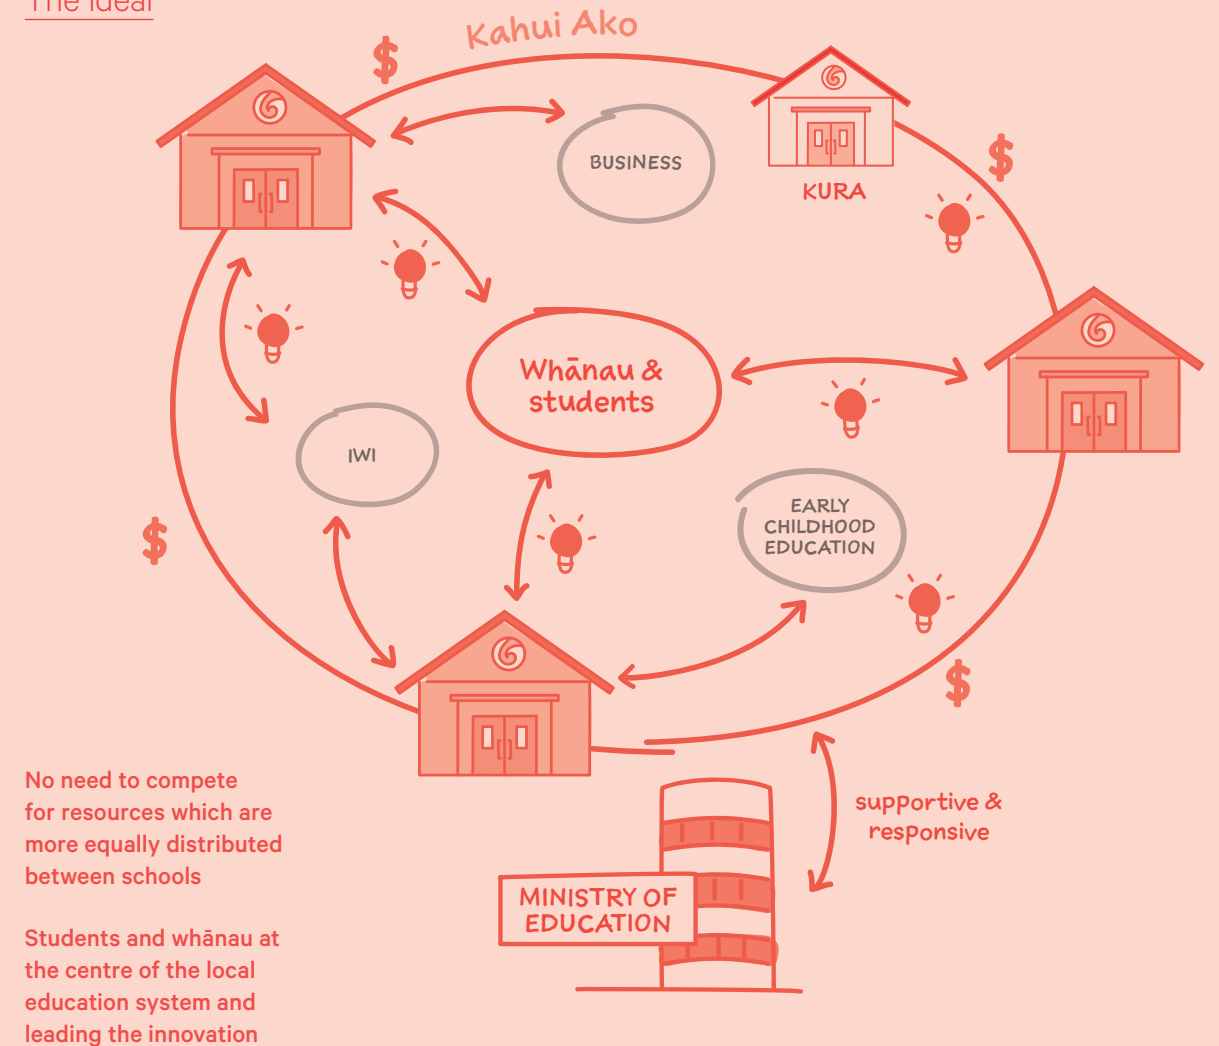 The ideal
Kahui Ako
$
BUSINESS
KURA
$
Whānau &
students
IWI
EARLY
CHILDHOOD
EDUCATION
$
$
No need to compete
for resources which are
more equally distributed
between schools
supportive &
responsive
MINISTRY OF
EDUCATION
Students and whānau at
the centre of the local
education system and
leading the innovation